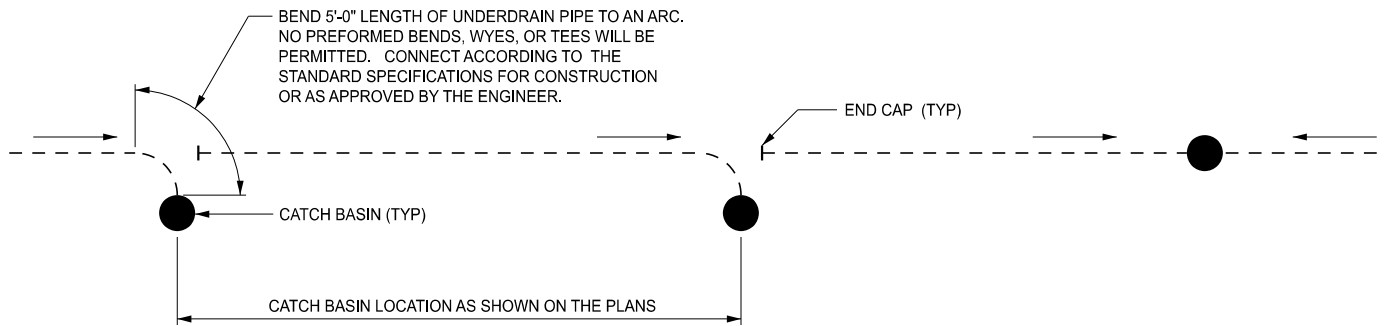 BEND 5'-0" LENGTH OF UNDERDRAIN PIPE TO AN ARC.
NO PREFORMED BENDS, WYES, OR TEES WILL BE
PERMITTED. CONNECT ACCORDING TO THE
STANDARD SPECIFICATIONS FOR CONSTRUCTION
OR AS APPROVED BY THE ENGINEER.
END CAP (TYP)
CATCH BASIN (TYP)
CATCH BASIN LOCATION AS SHOWN ON THE PLANS